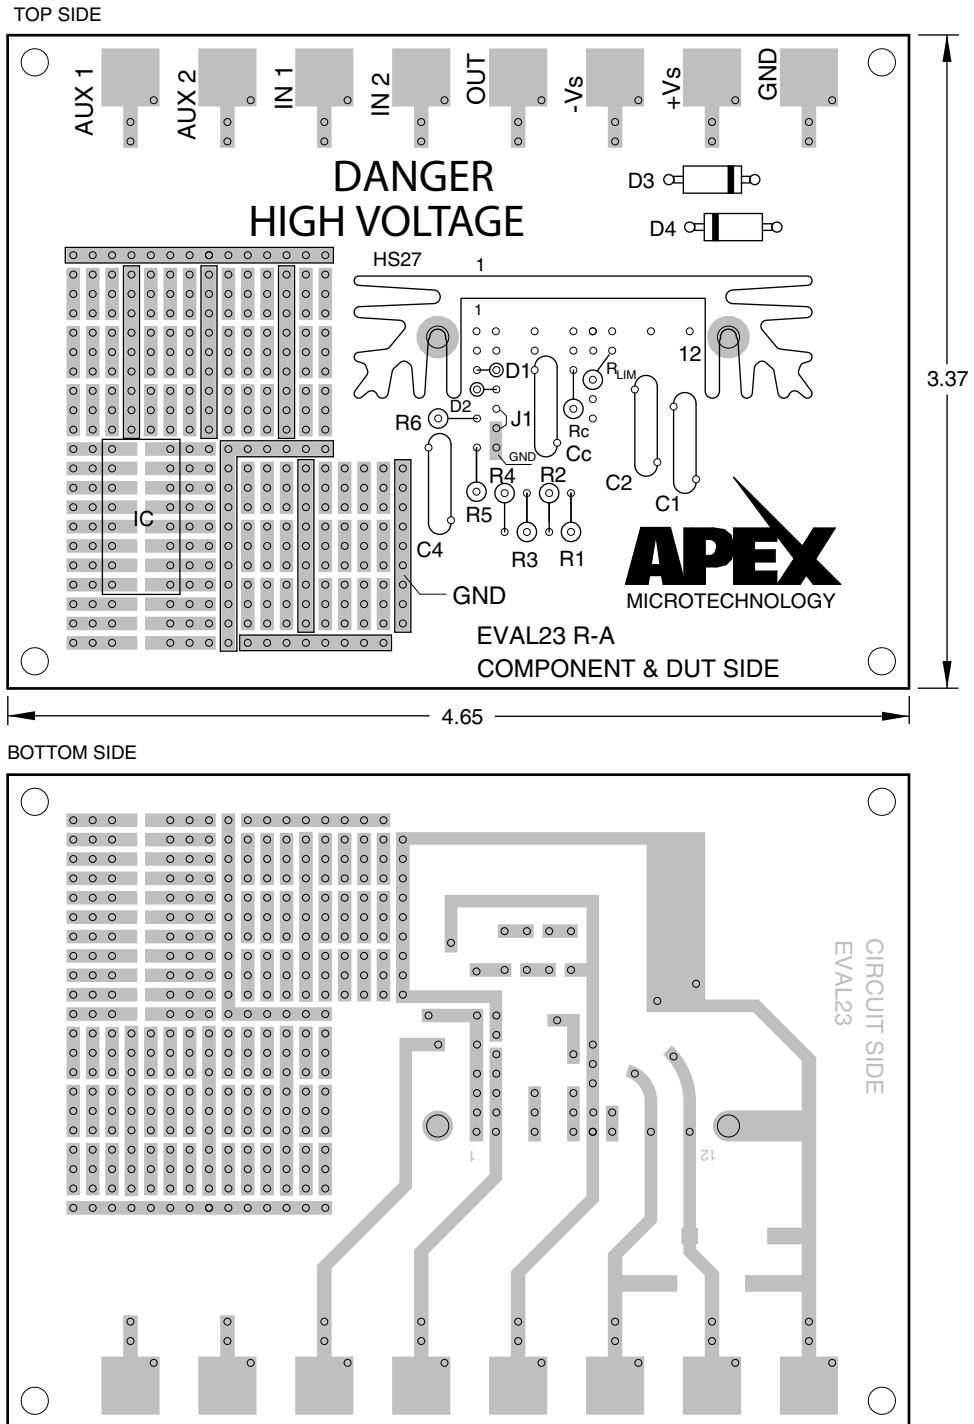 TOP SIDE
AUX 1
AUX 2
IN 1
IN 2
OUT
-Vs
+Vs
GND
DANGER
HIGH VOLTAGE
D3
D4
HS27
1
1
12
3.37
D1
RLIM
D2
J1
R6
Rc
GND
Cc
R4
R2
C2
C1
R5
IC
C4
R3
R1
APEX
MICROTECHNOLOGY
GND
EVAL23 R-A
COMPONENT & DUT SIDE
4.65
BOTTOM SIDE
CIRCUIT SIDE
EVAL23
1
12